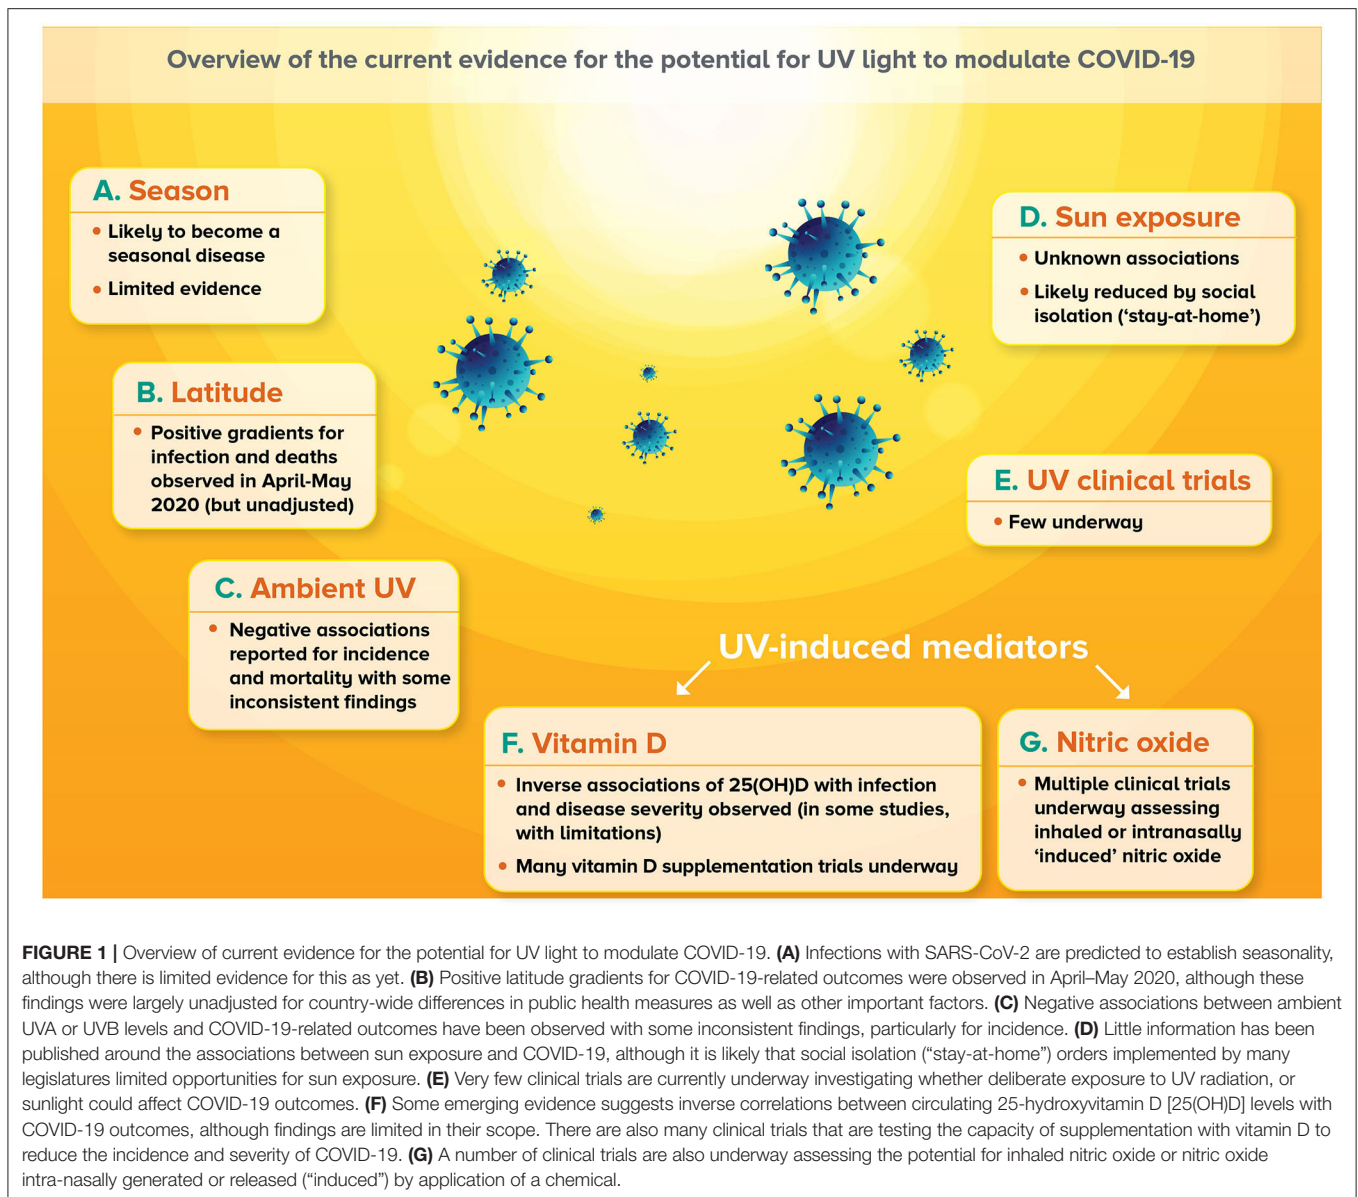 Overview of the current evidence for the potential for UV light to modulate COVID-19
A. Season
• Likely to become a
seasonal disease
• Limited evidence
B. Latitude
• Positive gradients for
infection and deaths
observed in April-May
2020 (but unadjusted)
C. Ambient UV
• Negative associations
reported for incidence
and mortality with some
inconsistent findings
D. Sun exposure
• Unknown associations
• Likely reduced by social
isolation (‘stay-at-home’)
E. UV clinical trials
• Few underway
UV-induced mediators
F. Vitamin D
• Inverse associations of 25(OH)D with infection
and disease severity observed (in some studies,
with limitations)
• Many vitamin D supplementation trials underway
G. Nitric oxide
• Multiple clinical trials
underway assessing
inhaled or intranasally
‘induced’ nitric oxide
FIGURE 1 | Overview of current evidence for the potential for UV light to modulate COVID-19. (A) Infections with SARS-CoV-2 are predicted to establish seasonality,
although there is limited evidence for this as yet. (B) Positive latitude gradients for COVID-19-related outcomes were observed in April–May 2020, although these
findings were largely unadjusted for country-wide differences in public health measures as well as other important factors. (C) Negative associations between ambient
UVA or UVB levels and COVID-19-related outcomes have been observed with some inconsistent findings, particularly for incidence. (D) Little information has been
published around the associations between sun exposure and COVID-19, although it is likely that social isolation (“stay-at-home”) orders implemented by many
legislatures limited opportunities for sun exposure. (E) Very few clinical trials are currently underway investigating whether deliberate exposure to UV radiation, or
sunlight could affect COVID-19 outcomes. (F) Some emerging evidence suggests inverse correlations between circulating 25-hydroxyvitamin D [25(OH)D] levels with
COVID-19 outcomes, although findings are limited in their scope. There are also many clinical trials that are testing the capacity of supplementation with vitamin D to
reduce the incidence and severity of COVID-19. (G) A number of clinical trials are also underway assessing the potential for inhaled nitric oxide or nitric oxide
intra-nasally generated or released (“induced”) by application of a chemical.